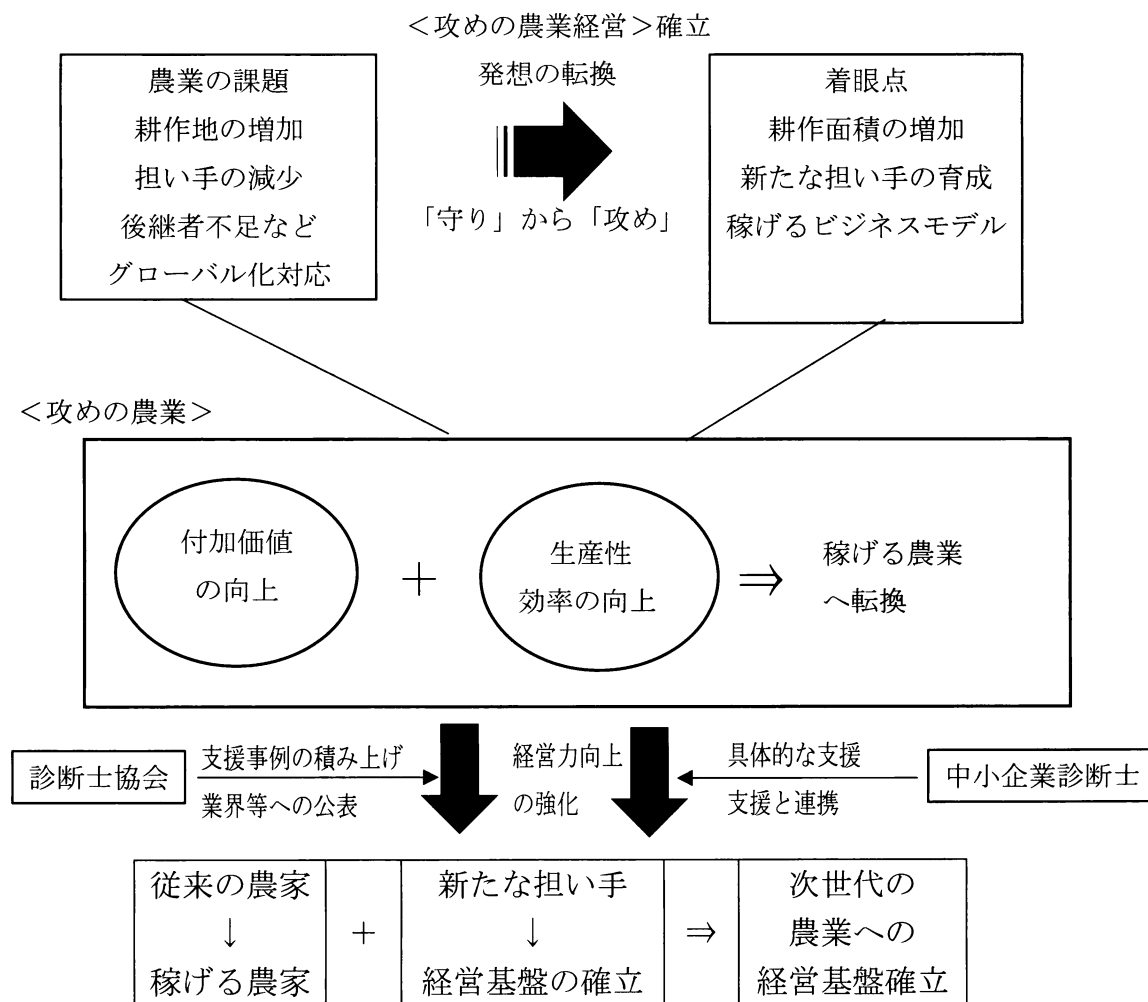 ＜攻めの農業経営＞確立
農業の課題
耕作地の増加
担い手の減少
後継者不足など
グローバル化対応
発想の転換
「守り」から「攻め」
着眼点
耕作面積の増加
新たな担い手の育成
稼げるビジネスモデル
＜攻めの農業＞
付加価値
の向上
＋
生産性
効率の向上
⇒
稼げる農業
へ転換
診断士協会
支援事例の積み上げ
業界等への公表
経営力向上
の強化
具体的な支援
支援と連携
中小企業診断士
従来の農家
↓
稼げる農家
＋
新たな担い手
↓
経営基盤の確立
⇒
次世代の
農業への
経営基盤確立